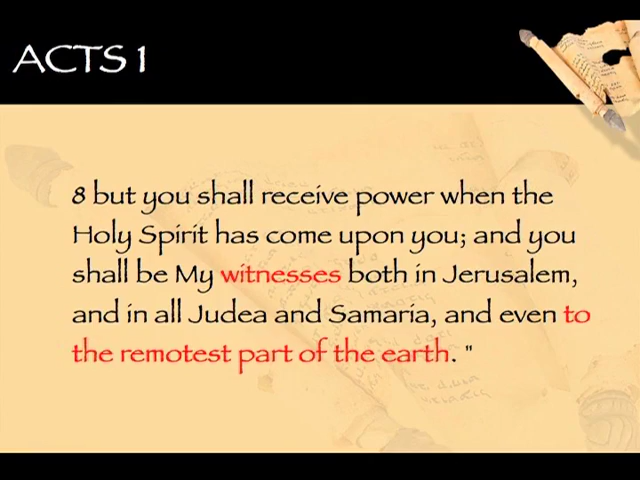 ACTS 1
8 but you shall receive power when the
Holy Spirit has come upon you; and you
shall be My witnesses both in Jerusalem,
and in all Judea and Samaria, and even to
the remotest part of the earth. "